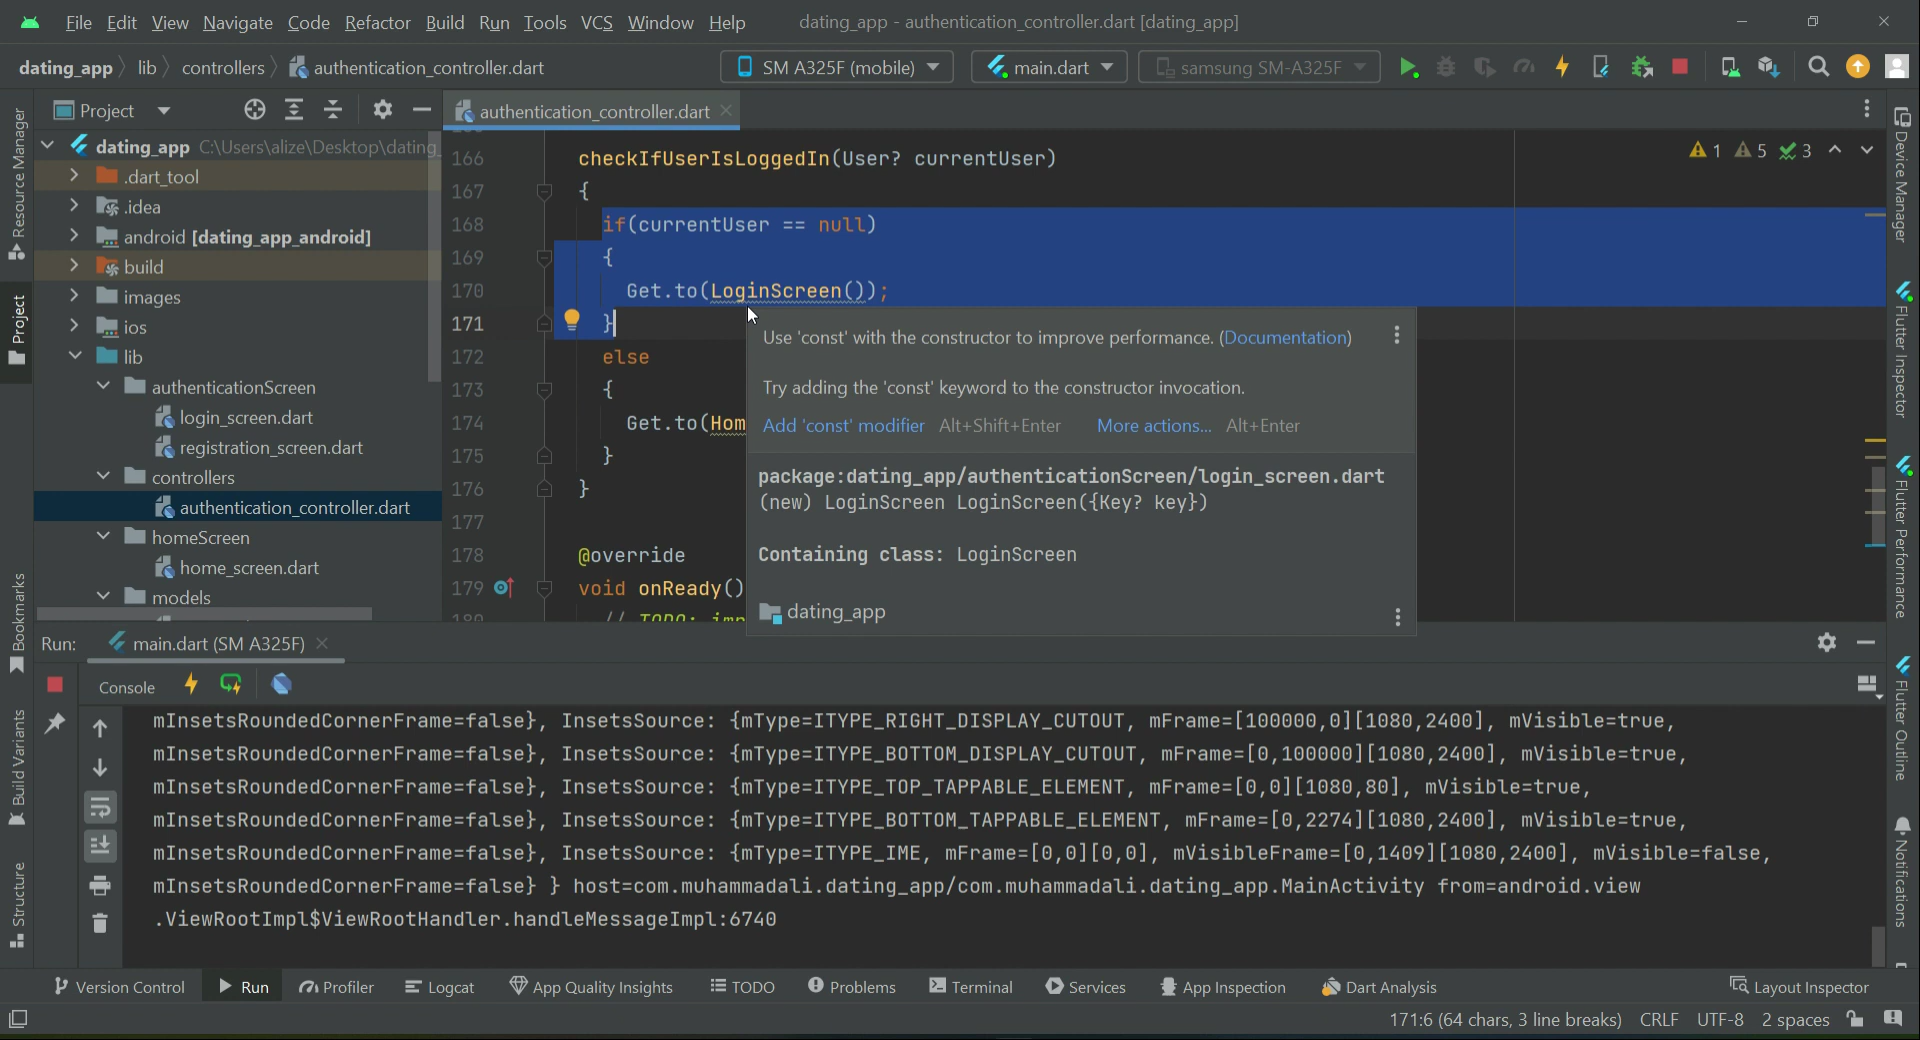 File Edit View Navigate Code Refactor Build Run Tools VCS Window Help dating_app - authentication_controller.dart [dating_app]
dating_app lib controllers authentication_controller.dart SM A325F (mobile) main.dart samsung SM-A325F
Project authentication_controller.dart
dating_app C:\Users\alize\Desktop\dating_
.dart_tool
.idea
android [dating_app_android]
build
images
ios
lib
authenticationScreen
login_screen.dart
registration_screen.dart
controllers
authentication_controller.dart
homeScreen
home_screen.dart
models
1 5 3
166 checkIfUserIsLoggedIn(User? currentUser)
167 {
168 if(currentUser == null)
169 {
170 Get.to(LoginScreen());
171 }
172 else
173 {
174 Get.to(Hom
175 }
176 }
177
178 @override
179 void onReady()
180 // TODO: imp
Use 'const' with the constructor to improve performance. (Documentation)
Try adding the 'const' keyword to the constructor invocation.
Add 'const' modifier Alt+Shift+Enter More actions... Alt+Enter
package:dating_app/authenticationScreen/login_screen.dart
(new) LoginScreen LoginScreen({Key? key})
Containing class: LoginScreen
dating_app
Resource Manager
Project
Bookmarks
Build Variants
Structure
Device Manager
Flutter Inspector
Flutter Performance
Flutter Outline
Notifications
Run: main.dart (SM A325F)
Console
mInsetsRoundedCornerFrame=false}, InsetsSource: {mType=ITYPE_RIGHT_DISPLAY_CUTOUT, mFrame=[100000,0][1080,2400], mVisible=true,
mInsetsRoundedCornerFrame=false}, InsetsSource: {mType=ITYPE_BOTTOM_DISPLAY_CUTOUT, mFrame=[0,100000][1080,2400], mVisible=true,
mInsetsRoundedCornerFrame=false}, InsetsSource: {mType=ITYPE_TOP_TAPPABLE_ELEMENT, mFrame=[0,0][1080,80], mVisible=true,
mInsetsRoundedCornerFrame=false}, InsetsSource: {mType=ITYPE_BOTTOM_TAPPABLE_ELEMENT, mFrame=[0,2274][1080,2400], mVisible=true,
mInsetsRoundedCornerFrame=false}, InsetsSource: {mType=ITYPE_IME, mFrame=[0,0][0,0], mVisibleFrame=[0,1409][1080,2400], mVisible=false,
mInsetsRoundedCornerFrame=false} } host=com.muhammadali.dating_app/com.muhammadali.dating_app.MainActivity from=android.view
.ViewRootImpl$ViewRootHandler.handleMessageImpl:6740
Version Control Run Profiler Logcat App Quality Insights TODO Problems Terminal Services App Inspection Dart Analysis Layout Inspector
171:6 (64 chars, 3 line breaks) CRLF UTF-8 2 spaces